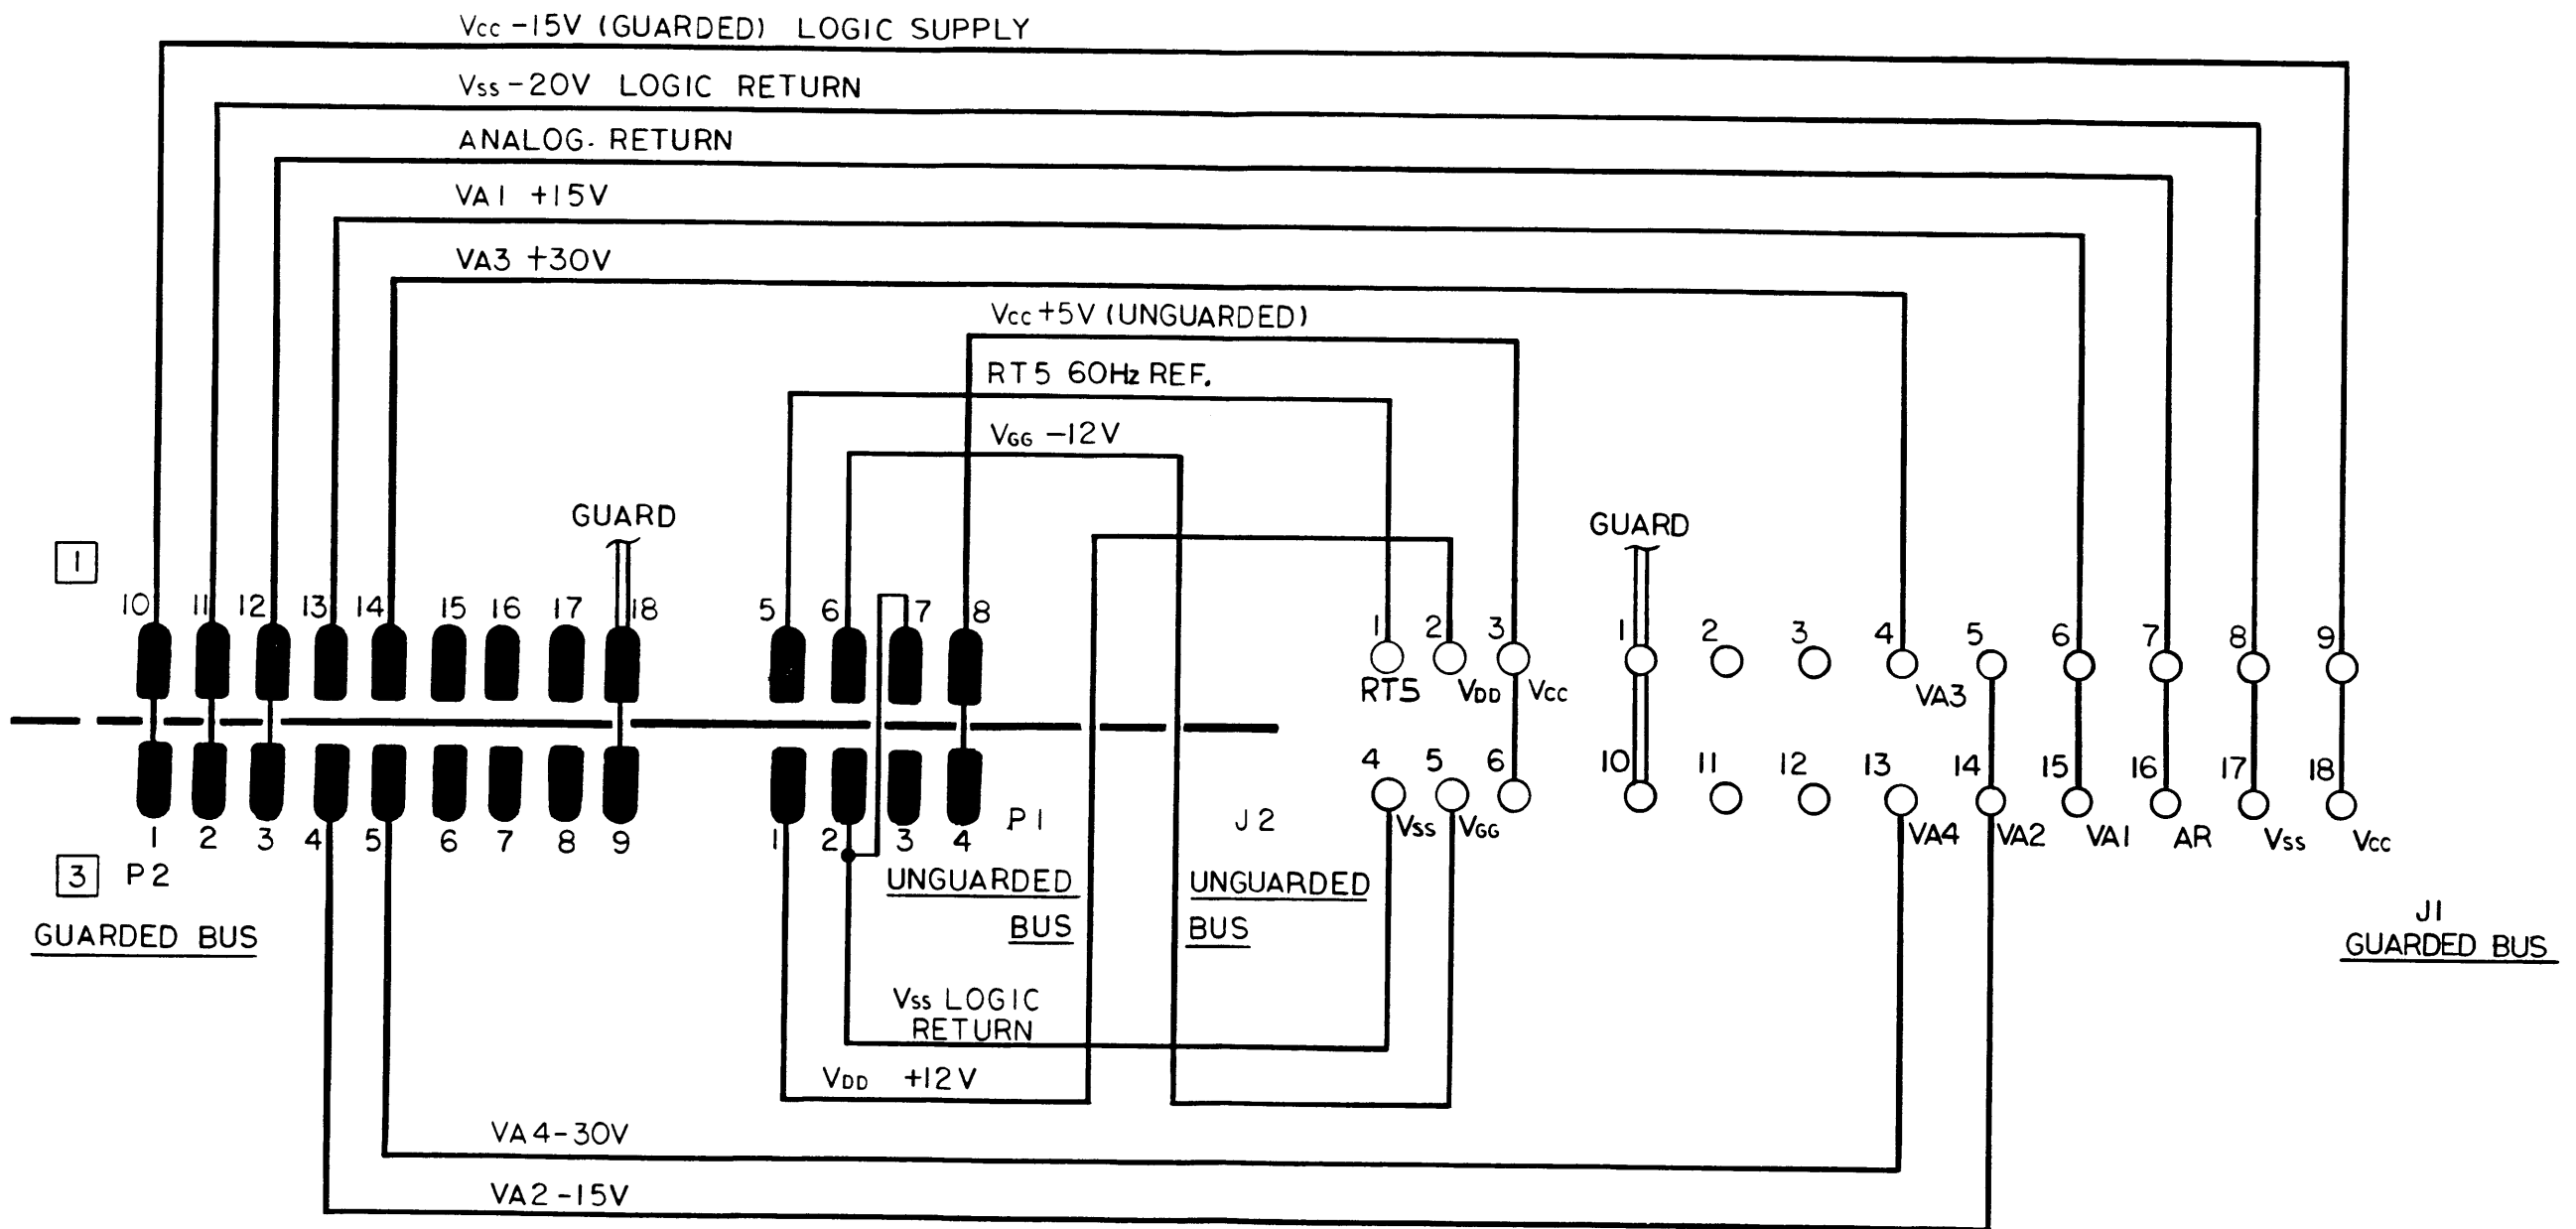 Vcc -15V (GUARDED) LOGIC SUPPLY
Vss -20V LOGIC RETURN
ANALOG. RETURN
VA1 +15V
VA3 +30V
Vcc +5V (UNGUARDED)
RT5 60Hz REF.
VGG -12V
GUARD
GUARD
1
10 11 12 13 14 15 16 17 18
5 6 7 8
1 2 3
1 2 3 4 5 6 7 8 9
RT5 VDD Vcc
VA3
4 5 6
10 11 12 13 14 15 16 17 18
Vss VGG
VA4 VA2 VA1 AR Vss Vcc
1 2 3 4 5 6 7 8 9
1 2 3 4
P1
J2
3 P2
GUARDED BUS
UNGUARDED
BUS
UNGUARDED
BUS
J1
GUARDED BUS
Vss LOGIC
RETURN
VDD +12V
VA4-30V
VA2-15V